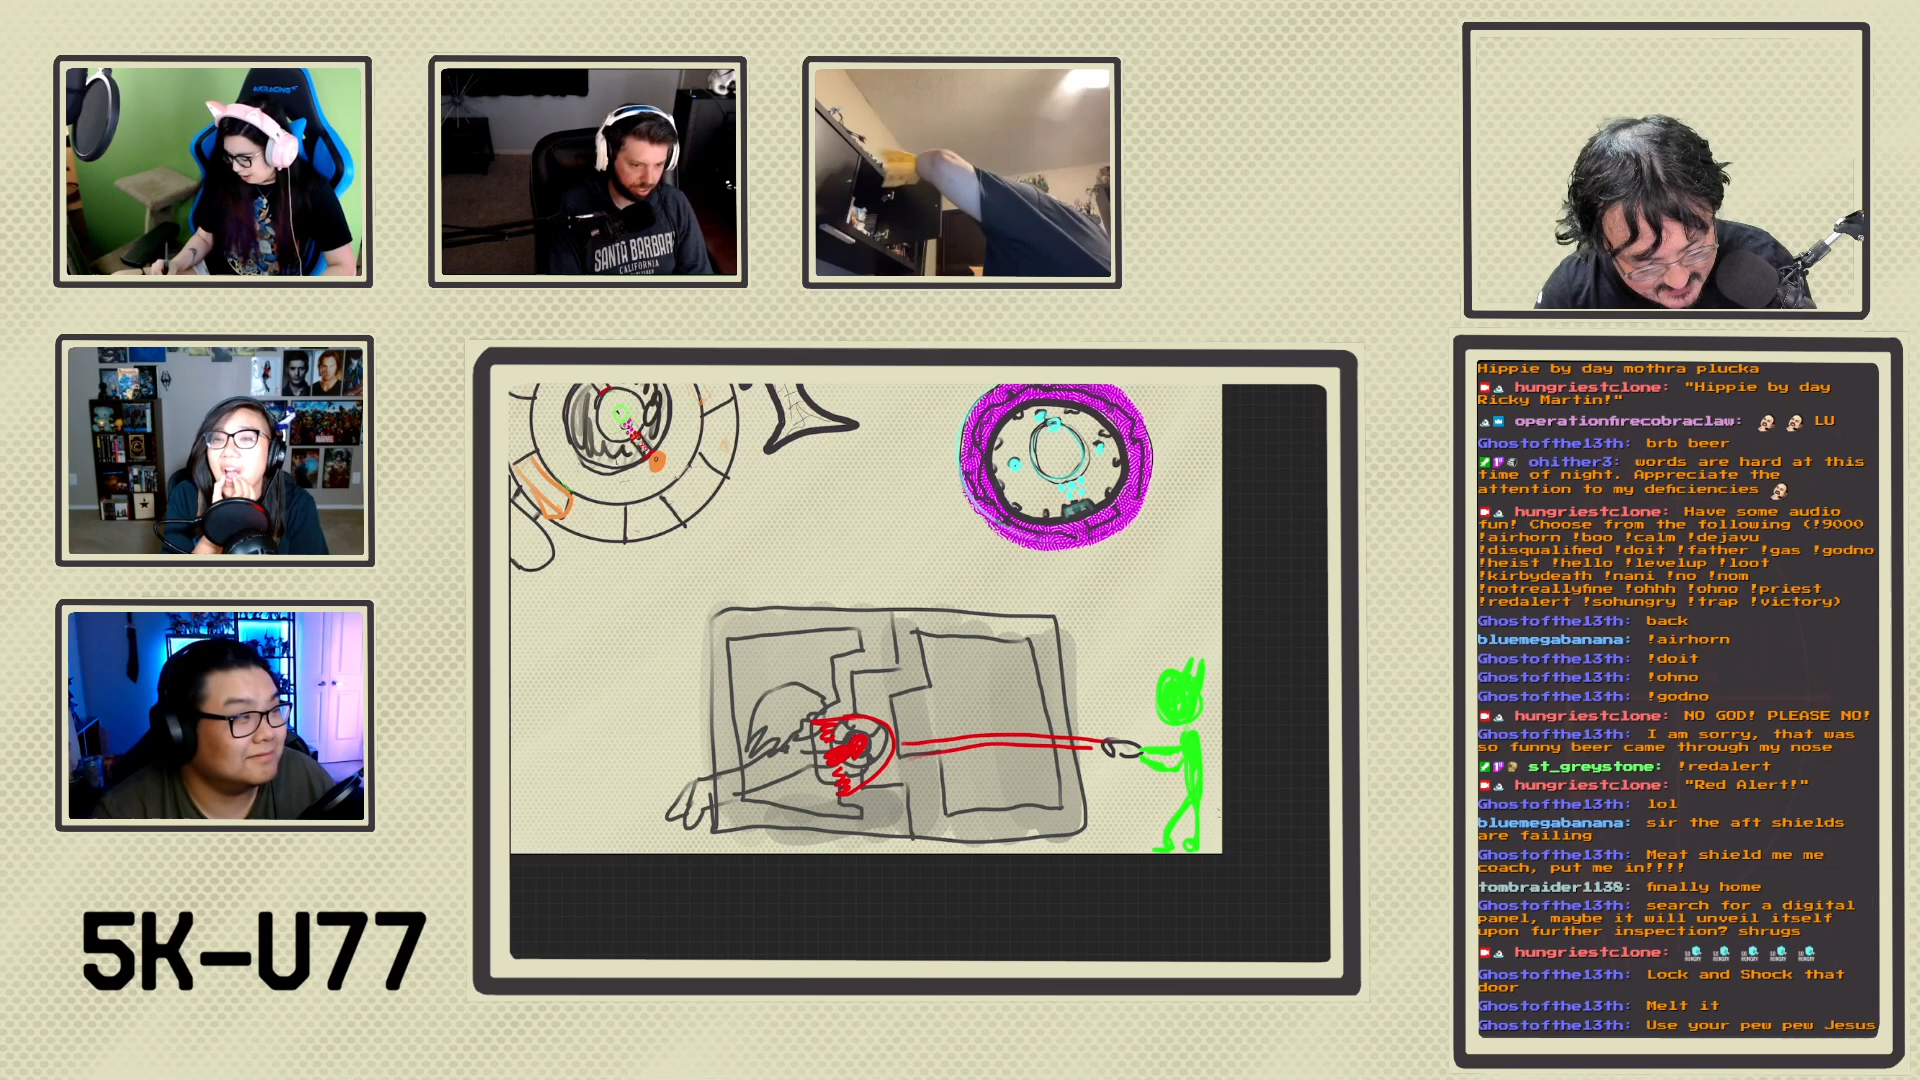 AKRACING
SANTA BARBARA
CALIFORNIA
Hippie by day mothra plucka
hungriestclone: "Hippie by day
Ricky Martin!"
operationfirecobraclaw: LU
Ghostofthe13th: brb beer
ohither3: words are hard at this
time of night. Appreciate the
attention to my deficiencies
hungriestclone: Have some audio
fun! Choose from the following (!9000
!airhorn !boo !calm !dejavu
!disqualified !doit !father !gas !godno
!heist !hello !levelup !loot
!kirbydeath !nani !no !nom
!notreallyfine !ohhh !ohno !priest
!redalert !sohungry !trap !victory)
Ghostofthe13th: back
bluemegabanana: !airhorn
Ghostofthe13th: !doit
Ghostofthe13th: !ohno
Ghostofthe13th: !godno
hungriestclone: NO GOD! PLEASE NO!
Ghostofthe13th: I am sorry, that was
so funny beer came through my nose
st_greystone: !redalert
hungriestclone: "Red Alert!"
Ghostofthe13th: lol
bluemegabanana: sir the aft shields
are failing
Ghostofthe13th: Meat shield me me
coach, put me in!!!!
tombraider1138: finally home
Ghostofthe13th: search for a digital
panel, maybe it will unveil itself
upon further inspection? shrugs
hungriestclone:
Ghostofthe13th: Lock and Shock that
door
Ghostofthe13th: Melt it
Ghostofthe13th: Use your pew pew Jesus
5K-U77